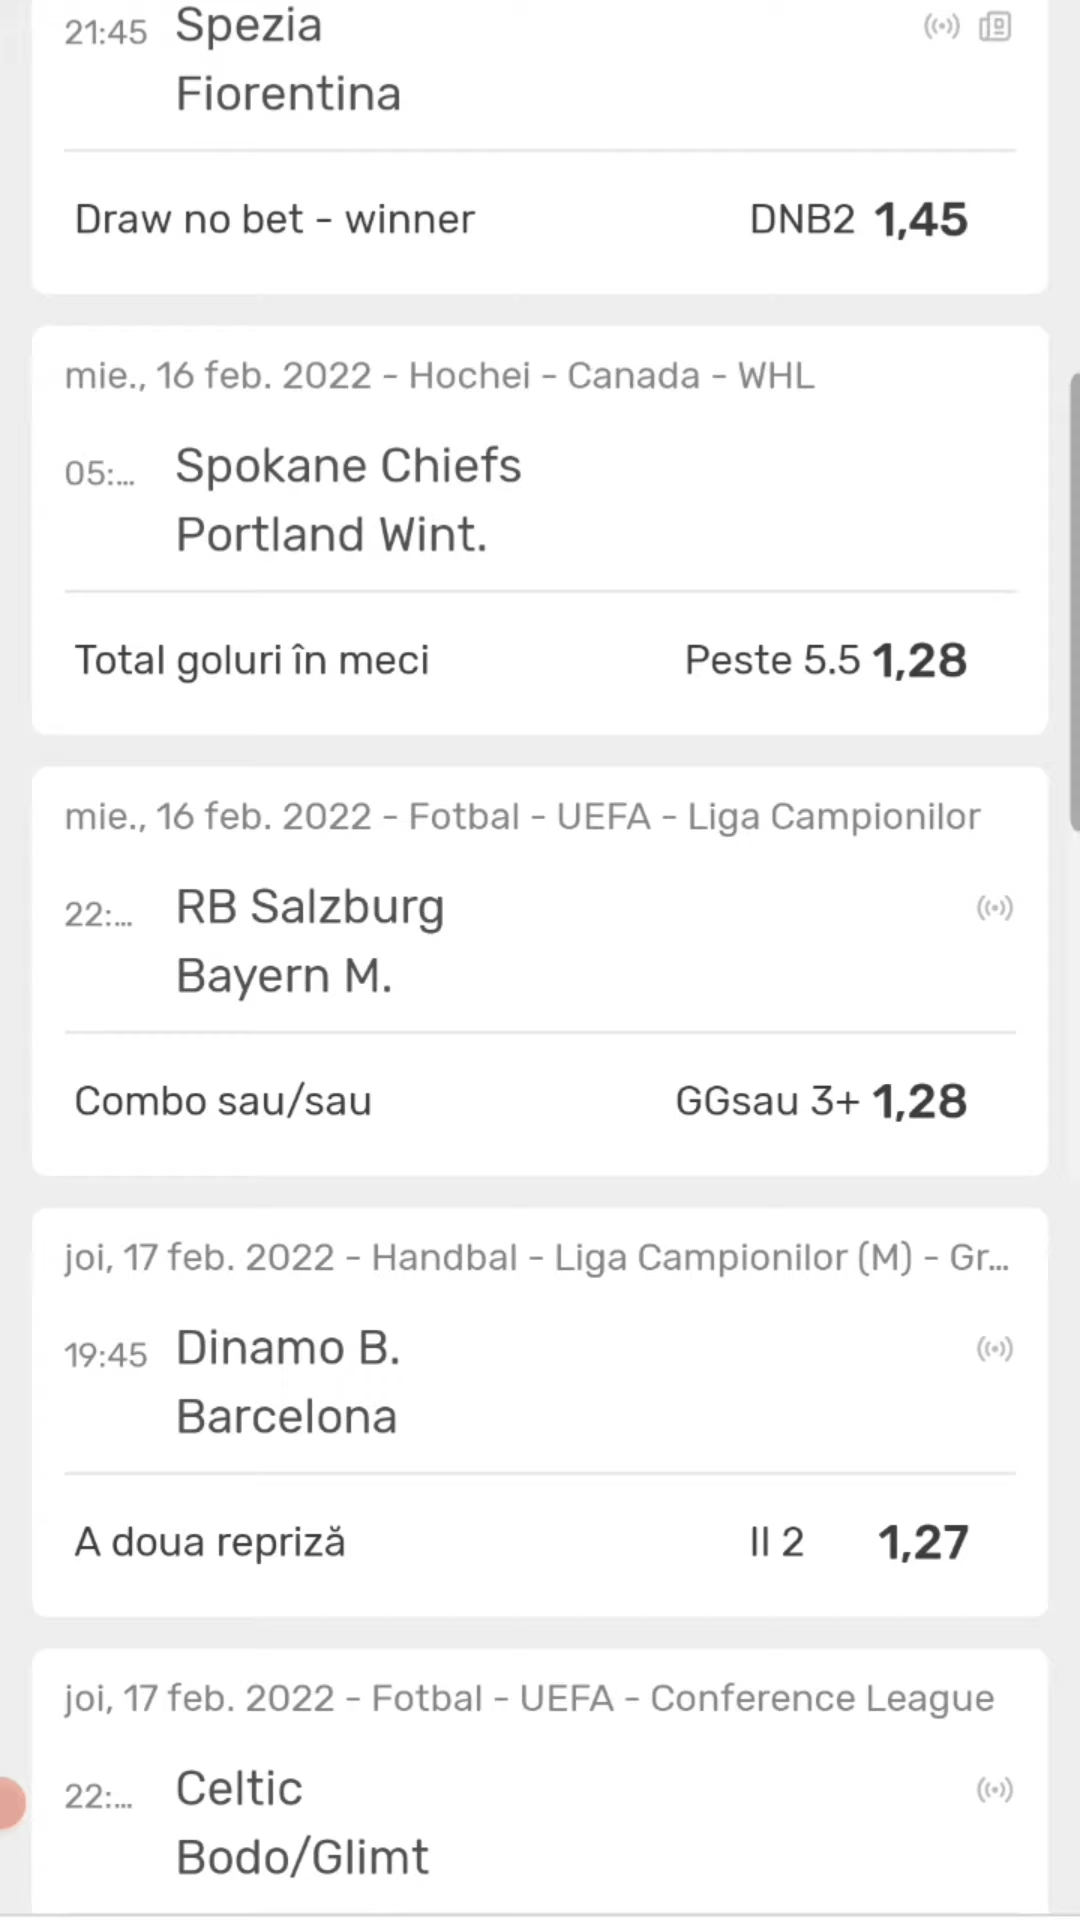 21:45 Spezia
Fiorentina
Draw no bet - winner DNB2 1,45
mie., 16 feb. 2022 - Hochei - Canada - WHL
05:... Spokane Chiefs
Portland Wint.
Total goluri în meci Peste 5.5 1,28
mie., 16 feb. 2022 - Fotbal - UEFA - Liga Campionilor
22:... RB Salzburg
Bayern M.
Combo sau/sau GGsau 3+ 1,28
joi, 17 feb. 2022 - Handbal - Liga Campionilor (M) - Gr...
19:45 Dinamo B.
Barcelona
A doua repriză II 2 1,27
joi, 17 feb. 2022 - Fotbal - UEFA - Conference League
22:... Celtic
Bodo/Glimt